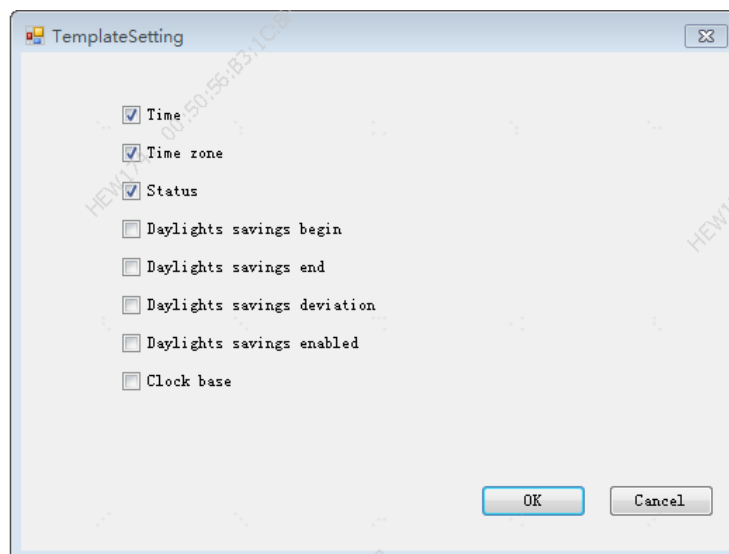 TemplateSetting
Time
Time zone
Status
Daylights savings begin
Daylights savings end
Daylights savings deviation
Daylights savings enabled
Clock base
OK
Cancel